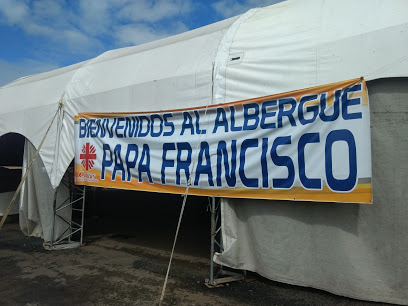 BIENVENIDOS AL ALBERGUE
PAPA FRANCISCO